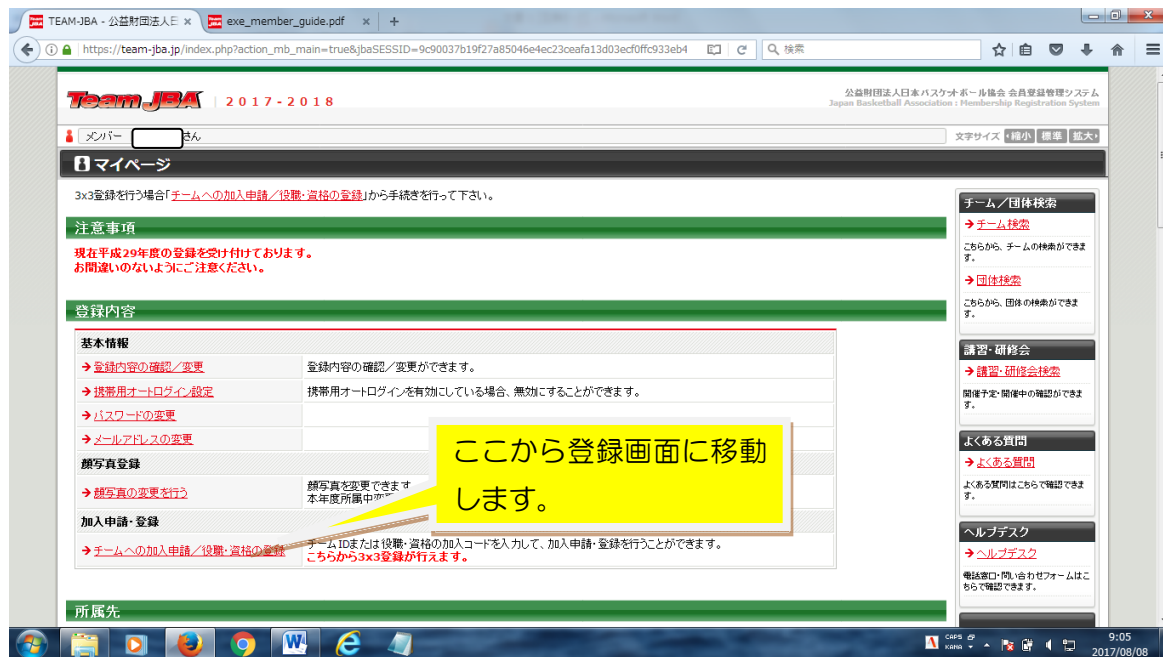 TEAM-JBA - 公益財団法人日
exe_member_guide.pdf
https://team-jba.jp/index.php?action_mb_main=true&jbaSESSID=9c90037b19f27a85046e4ec23ceafa13d03ecf0ffc933eb4
検索
Team JBA 2017-2018
公益財団法人日本バスケットボール協会 会員登録管理システム
Japan Basketball Association : Membership Registration System
メンバー さん
文字サイズ 縮小 標準 拡大
マイページ
3x3登録を行う場合「チームへの加入申請／役職・資格の登録」から手続きを行って下さい。
注意事項
現在平成29年度の登録を受け付けております。
お間違いのないようにご注意ください。
登録内容
基本情報
登録内容の確認／変更 登録内容の確認／変更ができます。
携帯用オートログイン設定 携帯用オートログインを有効にしている場合、無効にすることができます。
パスワードの変更
メールアドレスの変更
顔写真登録
顔写真の変更を行う 顔写真を変更できます
本年度所属中
加入申請・登録
チームへの加入申請／役職・資格の登録 チームIDまたは役職・資格の加入コードを入力して、加入申請・登録を行うことができます。
こちらから3x3登録が行えます。
ここから登録画面に移動
します。
所属先
チーム／団体検索
チーム検索
こちらから、チームの検索ができま
す。
団体検索
こちらから、団体の検索ができま
す。
講習・研修会
講習・研修会検索
開催予定・開催中の確認ができま
す。
よくある質問
よくある質問
よくある質問はこちらで確認できま
す。
ヘルプデスク
ヘルプデスク
電話窓口・問い合わせフォームはこ
ちらで確認できます。
CAPS
KANA
9:05
2017/08/08